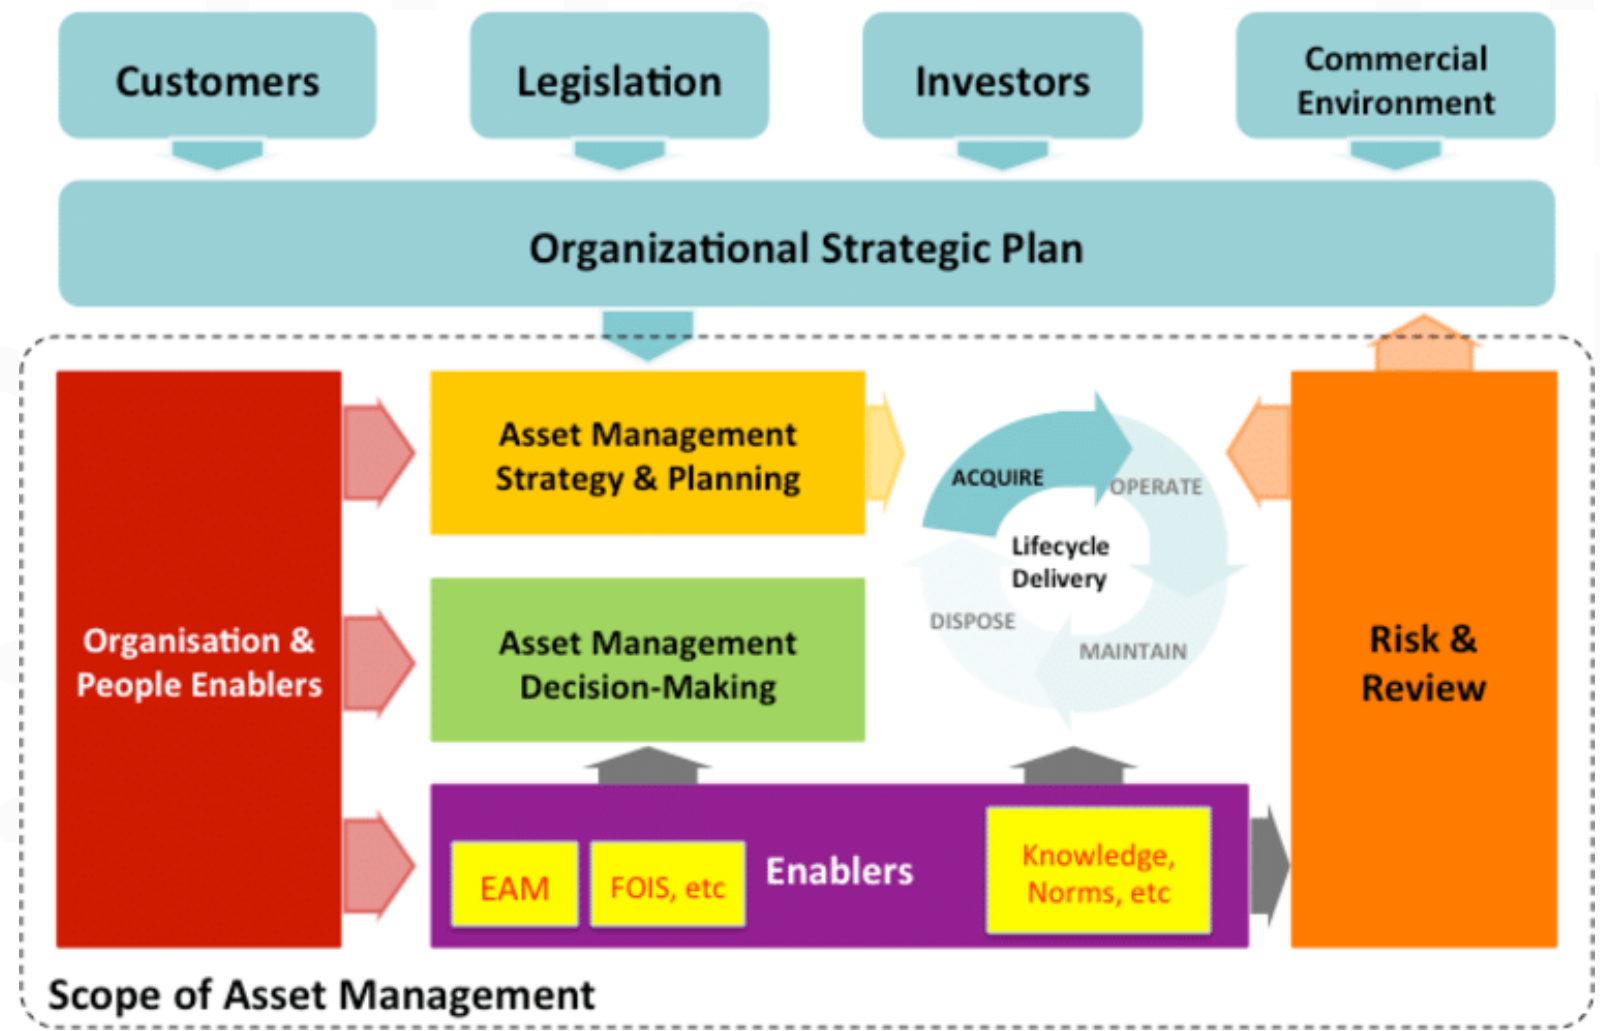 Customers
Legislation
Investors
Commercial
Environment
Organizational Strategic Plan
Organisation &
People Enablers
Asset Management
Strategy & Planning
Asset Management
Decision-Making
ACQUIRE
OPERATE
Lifecycle
Delivery
DISPOSE
MAINTAIN
Risk &
Review
EAM
FOIS, etc
Enablers
Knowledge,
Norms, etc
Scope of Asset Management